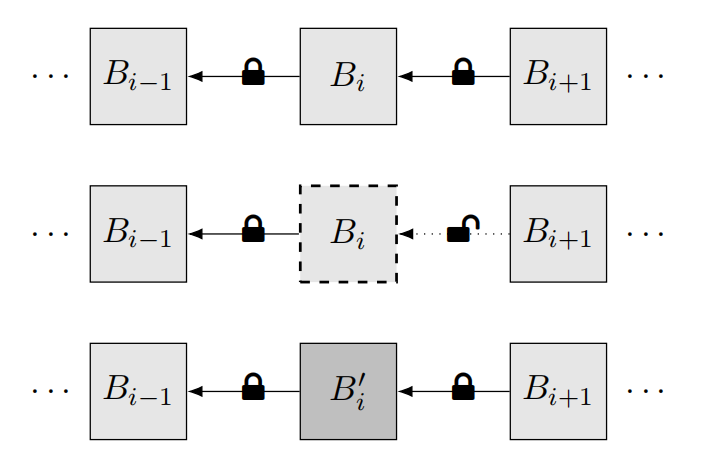 ⋯ B_{i−1} B_i B_{i+1} ⋯
⋯ B_{i−1} B_i B_{i+1} ⋯
⋯ B_{i−1} B′_i B_{i+1} ⋯